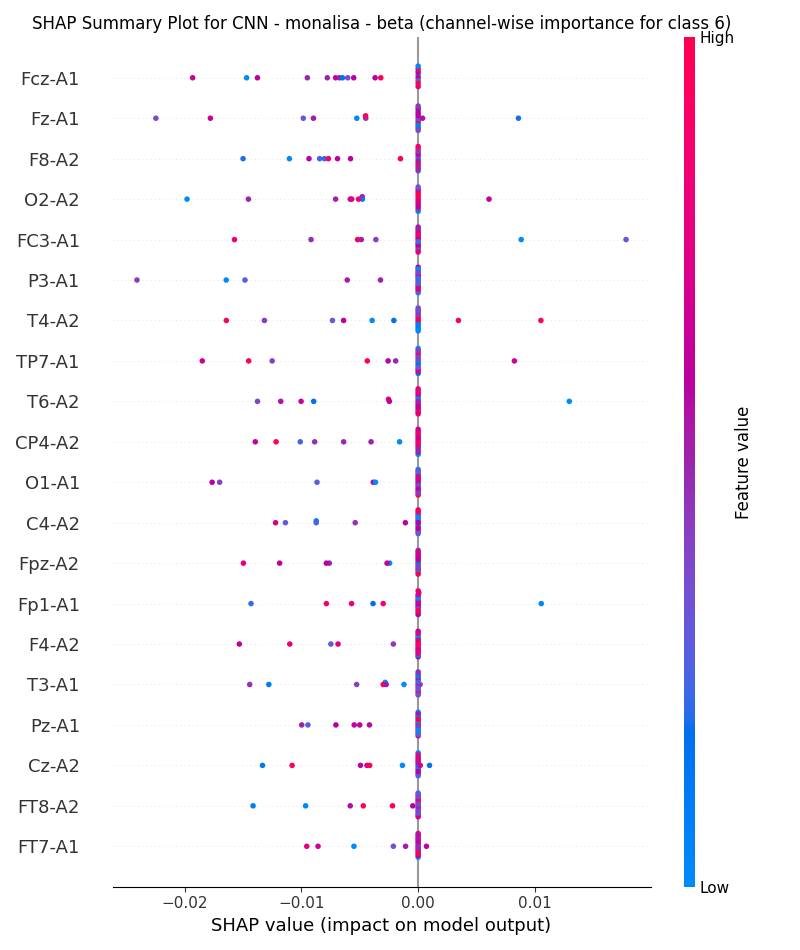 SHAP Summary Plot for CNN - monalisa - beta (channel-wise importance for class 6)
High
Fcz-A1
Fz-A1
F8-A2
O2-A2
FC3-A1
P3-A1
T4-A2
TP7-A1
T6-A2
CP4-A2
O1-A1
C4-A2
Fpz-A2
Fp1-A1
F4-A2
T3-A1
Pz-A1
Cz-A2
FT8-A2
FT7-A1
Feature value
Low
−0.02 −0.01 0.00 0.01
SHAP value (impact on model output)